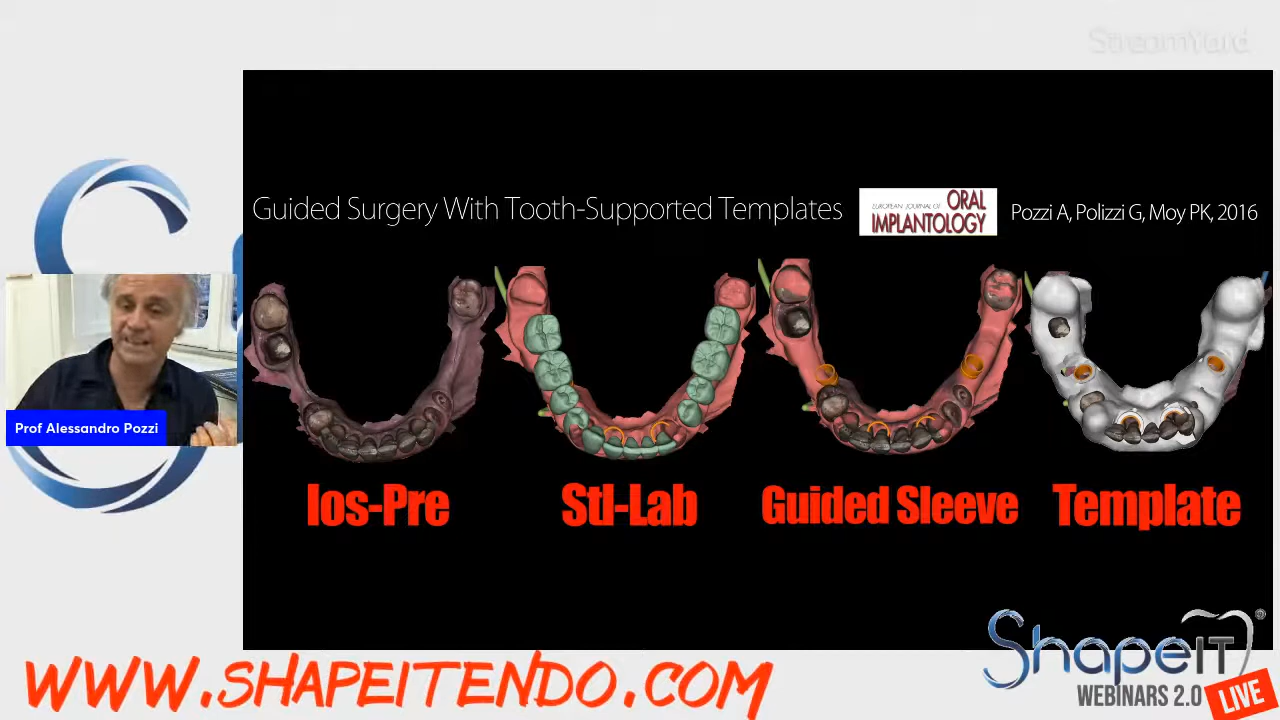 StreamYard
Guided Surgery With Tooth-Supported Templates
EUROPEAN JOURNAL OF
ORAL
IMPLANTOLOGY
Pozzi A, Polizzi G, Moy PK, 2016
Prof Alessandro Pozzi
Ios-Pre
Stl-Lab
Guided Sleeve
Template
WWW.SHAPEITENDO.COM
ShapeIT®
WEBINARS 2.0
LIVE